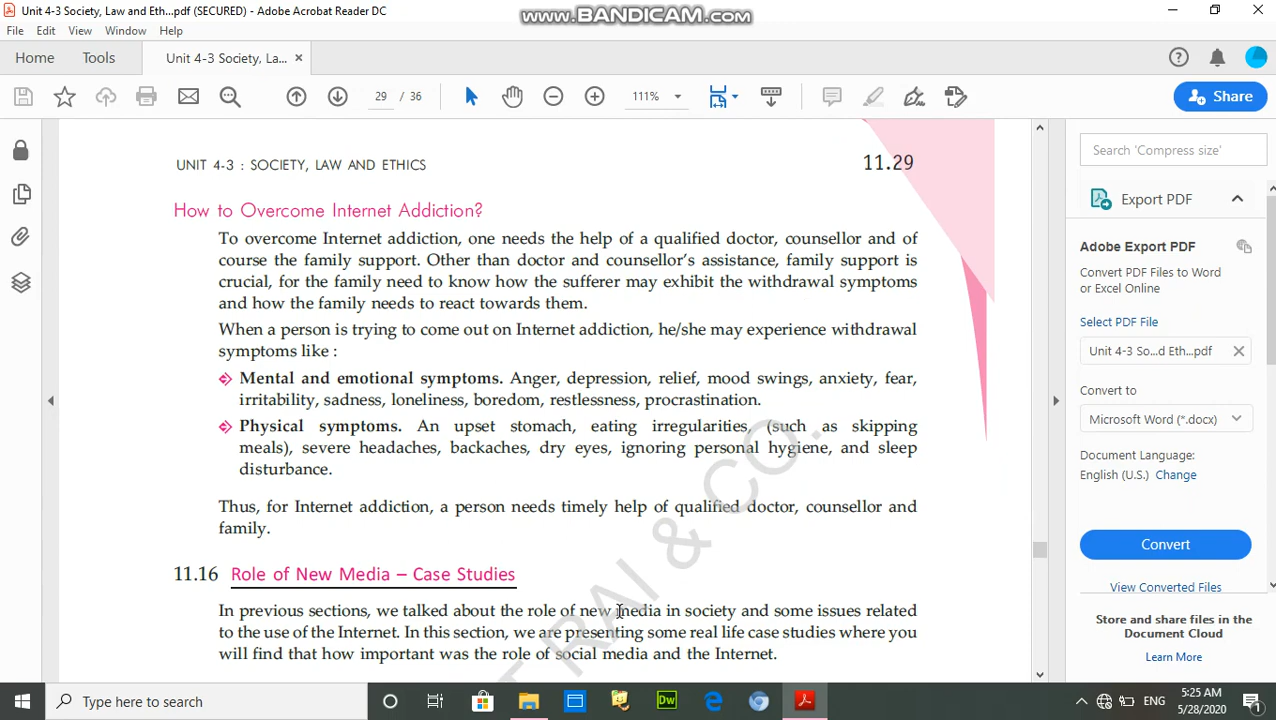 Unit 4-3 Society, Law and Eth...pdf (SECURED) - Adobe Acrobat Reader DC
www.BANDICAM.com
File Edit View Window Help
Home Tools Unit 4-3 Society, La... ×
29 / 36 111% Share
UNIT 4-3 : SOCIETY, LAW AND ETHICS 11.29
How to Overcome Internet Addiction?
To overcome Internet addiction, one needs the help of a qualified doctor, counsellor and of
course the family support. Other than doctor and counsellor's assistance, family support is
crucial, for the family need to know how the sufferer may exhibit the withdrawal symptoms
and how the family needs to react towards them.
When a person is trying to come out on Internet addiction, he/she may experience withdrawal
symptoms like :
Mental and emotional symptoms. Anger, depression, relief, mood swings, anxiety, fear,
irritability, sadness, loneliness, boredom, restlessness, procrastination.
Physical symptoms. An upset stomach, eating irregularities, (such as skipping
meals), severe headaches, backaches, dry eyes, ignoring personal hygiene, and sleep
disturbance.
Thus, for Internet addiction, a person needs timely help of qualified doctor, counsellor and
family.
11.16 Role of New Media – Case Studies
In previous sections, we talked about the role of new media in society and some issues related
to the use of the Internet. In this section, we are presenting some real life case studies where you
will find that how important was the role of social media and the Internet.
RAI & CO.
Search 'Compress size'
Export PDF
Adobe Export PDF
Convert PDF Files to Word
or Excel Online
Select PDF File
Unit 4-3 So...d Eth...pdf
Convert to
Microsoft Word (*.docx)
Document Language:
English (U.S.) Change
Convert
View Converted Files
Store and share files in the
Document Cloud
Learn More
Type here to search
Dw
ENG
5:25 AM
5/28/2020
1